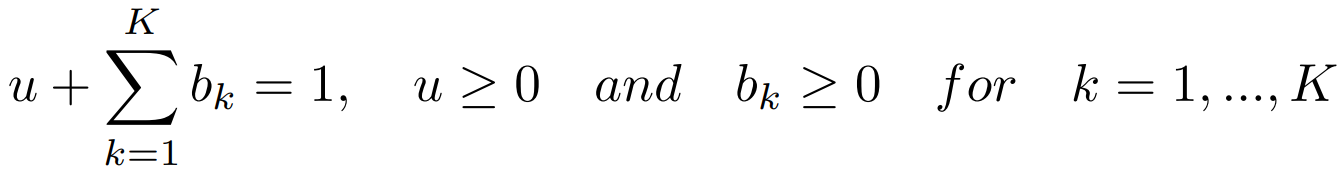 u + \sum_{k=1}^{K} b_k = 1, \quad u \geq 0 \quad and \quad b_k \geq 0 \quad for \quad k = 1, ..., K